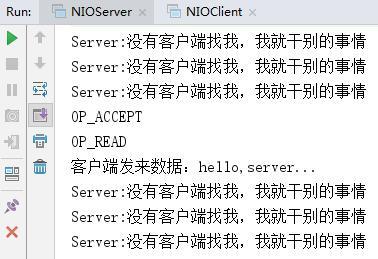 Run: NIOServer NIOClient
Server:没有客户端找我，我就干别的事情
Server:没有客户端找我，我就干别的事情
Server:没有客户端找我，我就干别的事情
OP_ACCEPT
OP_READ
客户端发来数据：hello,server...
Server:没有客户端找我，我就干别的事情
Server:没有客户端找我，我就干别的事情
Server:没有客户端找我，我就干别的事情